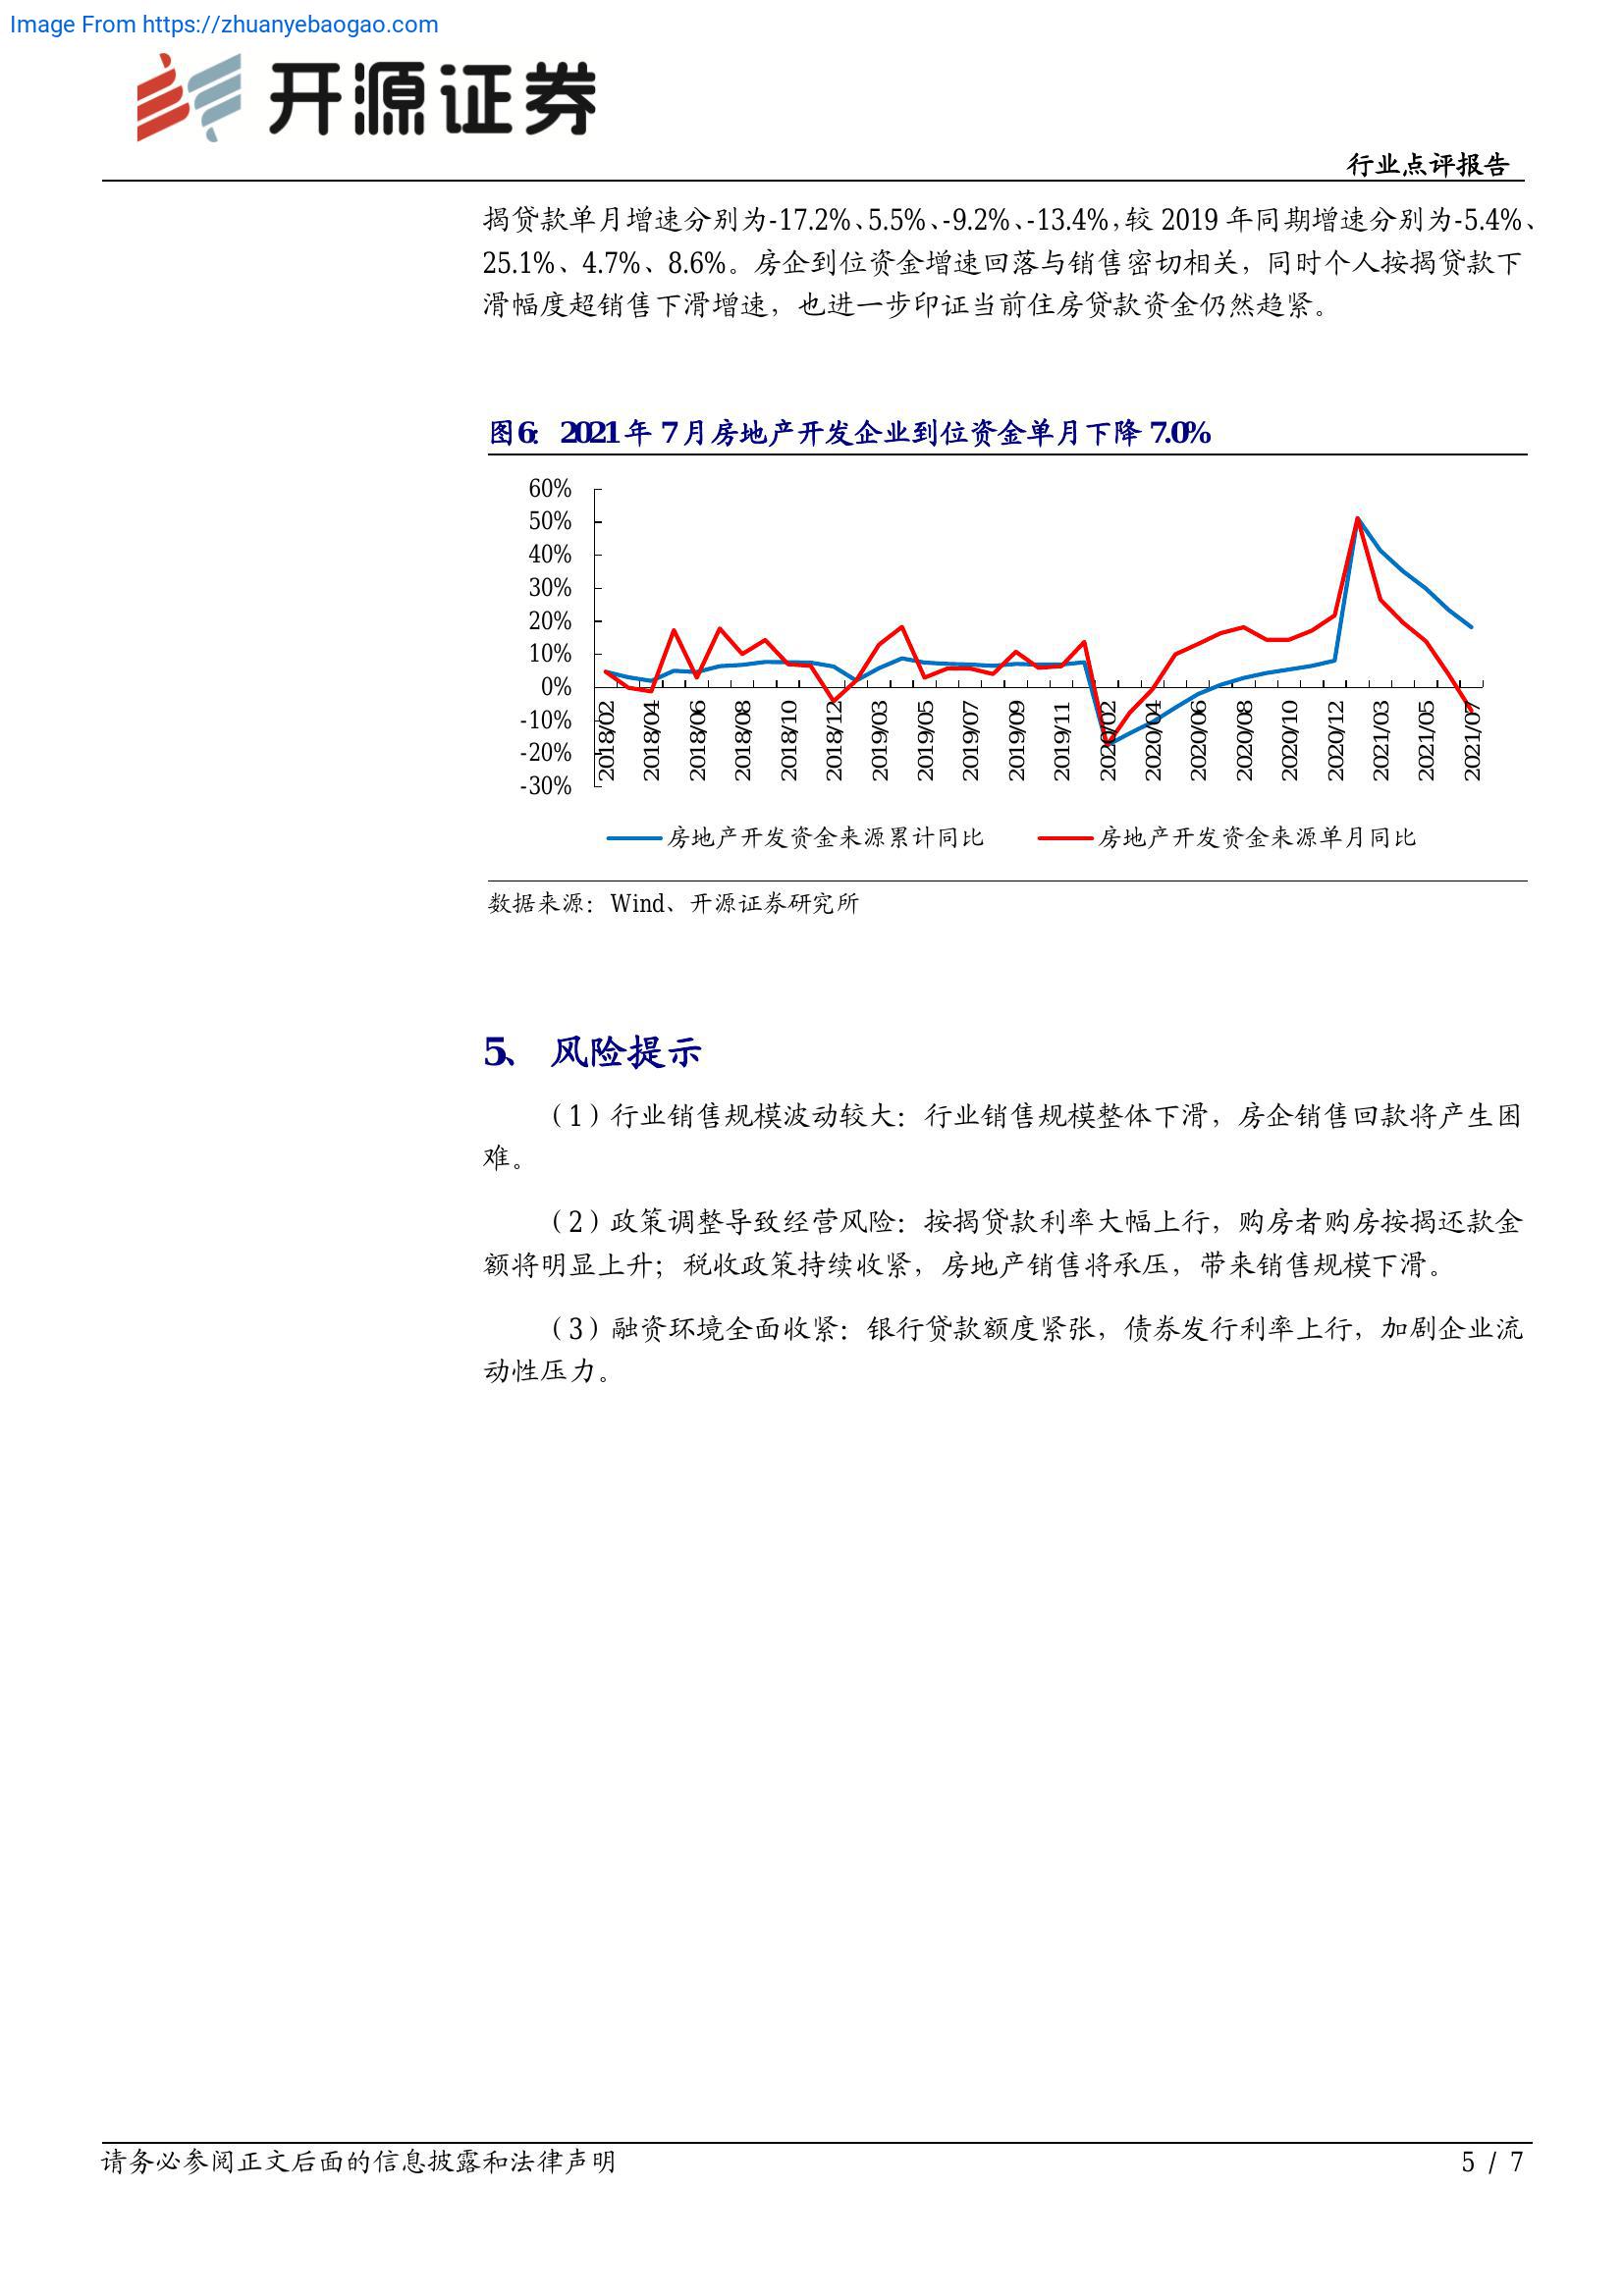 Image From https://zhuanyebaogao.com
开源证券
行业点评报告
揭贷款单月增速分别为-17.2%、5.5%、-9.2%、-13.4%，较 2019 年同期增速分别为-5.4%、
25.1%、4.7%、8.6%。房企到位资金增速回落与销售密切相关，同时个人按揭贷款下
滑幅度超销售下滑增速，也进一步印证当前住房贷款资金仍然趋紧。
图6： 2021 年 7 月房地产开发企业到位资金单月下降 7.0%
60%
50%
40%
30%
20%
10%
0%
-10%
-20%
-30%
2018/02
2018/04
2018/06
2018/08
2018/10
2018/12
2019/03
2019/05
2019/07
2019/09
2019/11
2020/02
2020/04
2020/06
2020/08
2020/10
2020/12
2021/03
2021/05
2021/07
房地产开发资金来源累计同比 房地产开发资金来源单月同比
数据来源：Wind、开源证券研究所
5、 风险提示
（1）行业销售规模波动较大：行业销售规模整体下滑，房企销售回款将产生困
难。
（2）政策调整导致经营风险：按揭贷款利率大幅上行，购房者购房按揭还款金
额将明显上升；税收政策持续收紧，房地产销售将承压，带来销售规模下滑。
（3）融资环境全面收紧：银行贷款额度紧张，债券发行利率上行，加剧企业流
动性压力。
请务必参阅正文后面的信息披露和法律声明 5 / 7